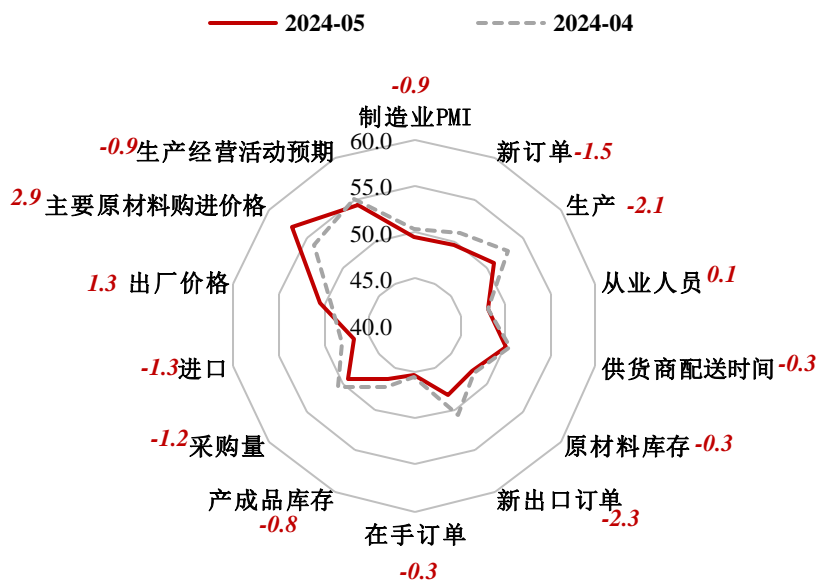 2024-05 2024-04
-0.9
制造业PMI
-0.9 生产经营活动预期 60.0 新订单 -1.5
2.9 主要原材料购进价格 55.0 生产 -2.1
50.0
1.3 出厂价格 45.0 从业人员 0.1
40.0
-1.3 进口 供货商配送时间 -0.3
-1.2 采购量 原材料库存 -0.3
产成品库存 新出口订单
-0.8 -2.3
在手订单
-0.3